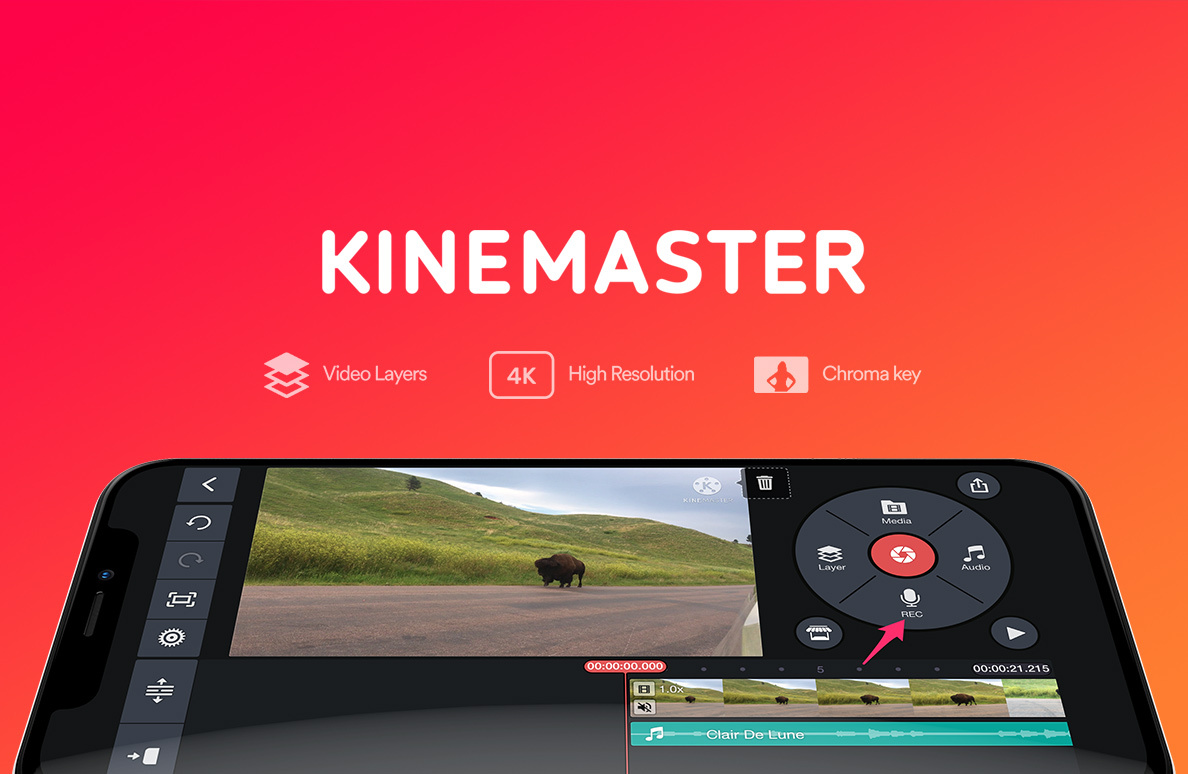 KINEMASTER
Video Layers
4K
High Resolution
Chroma key
KINEMASTER
Media
Layer
Audio
REC
00:00:00.000
5
00:00:21.215
1.0x
Clair De Lune